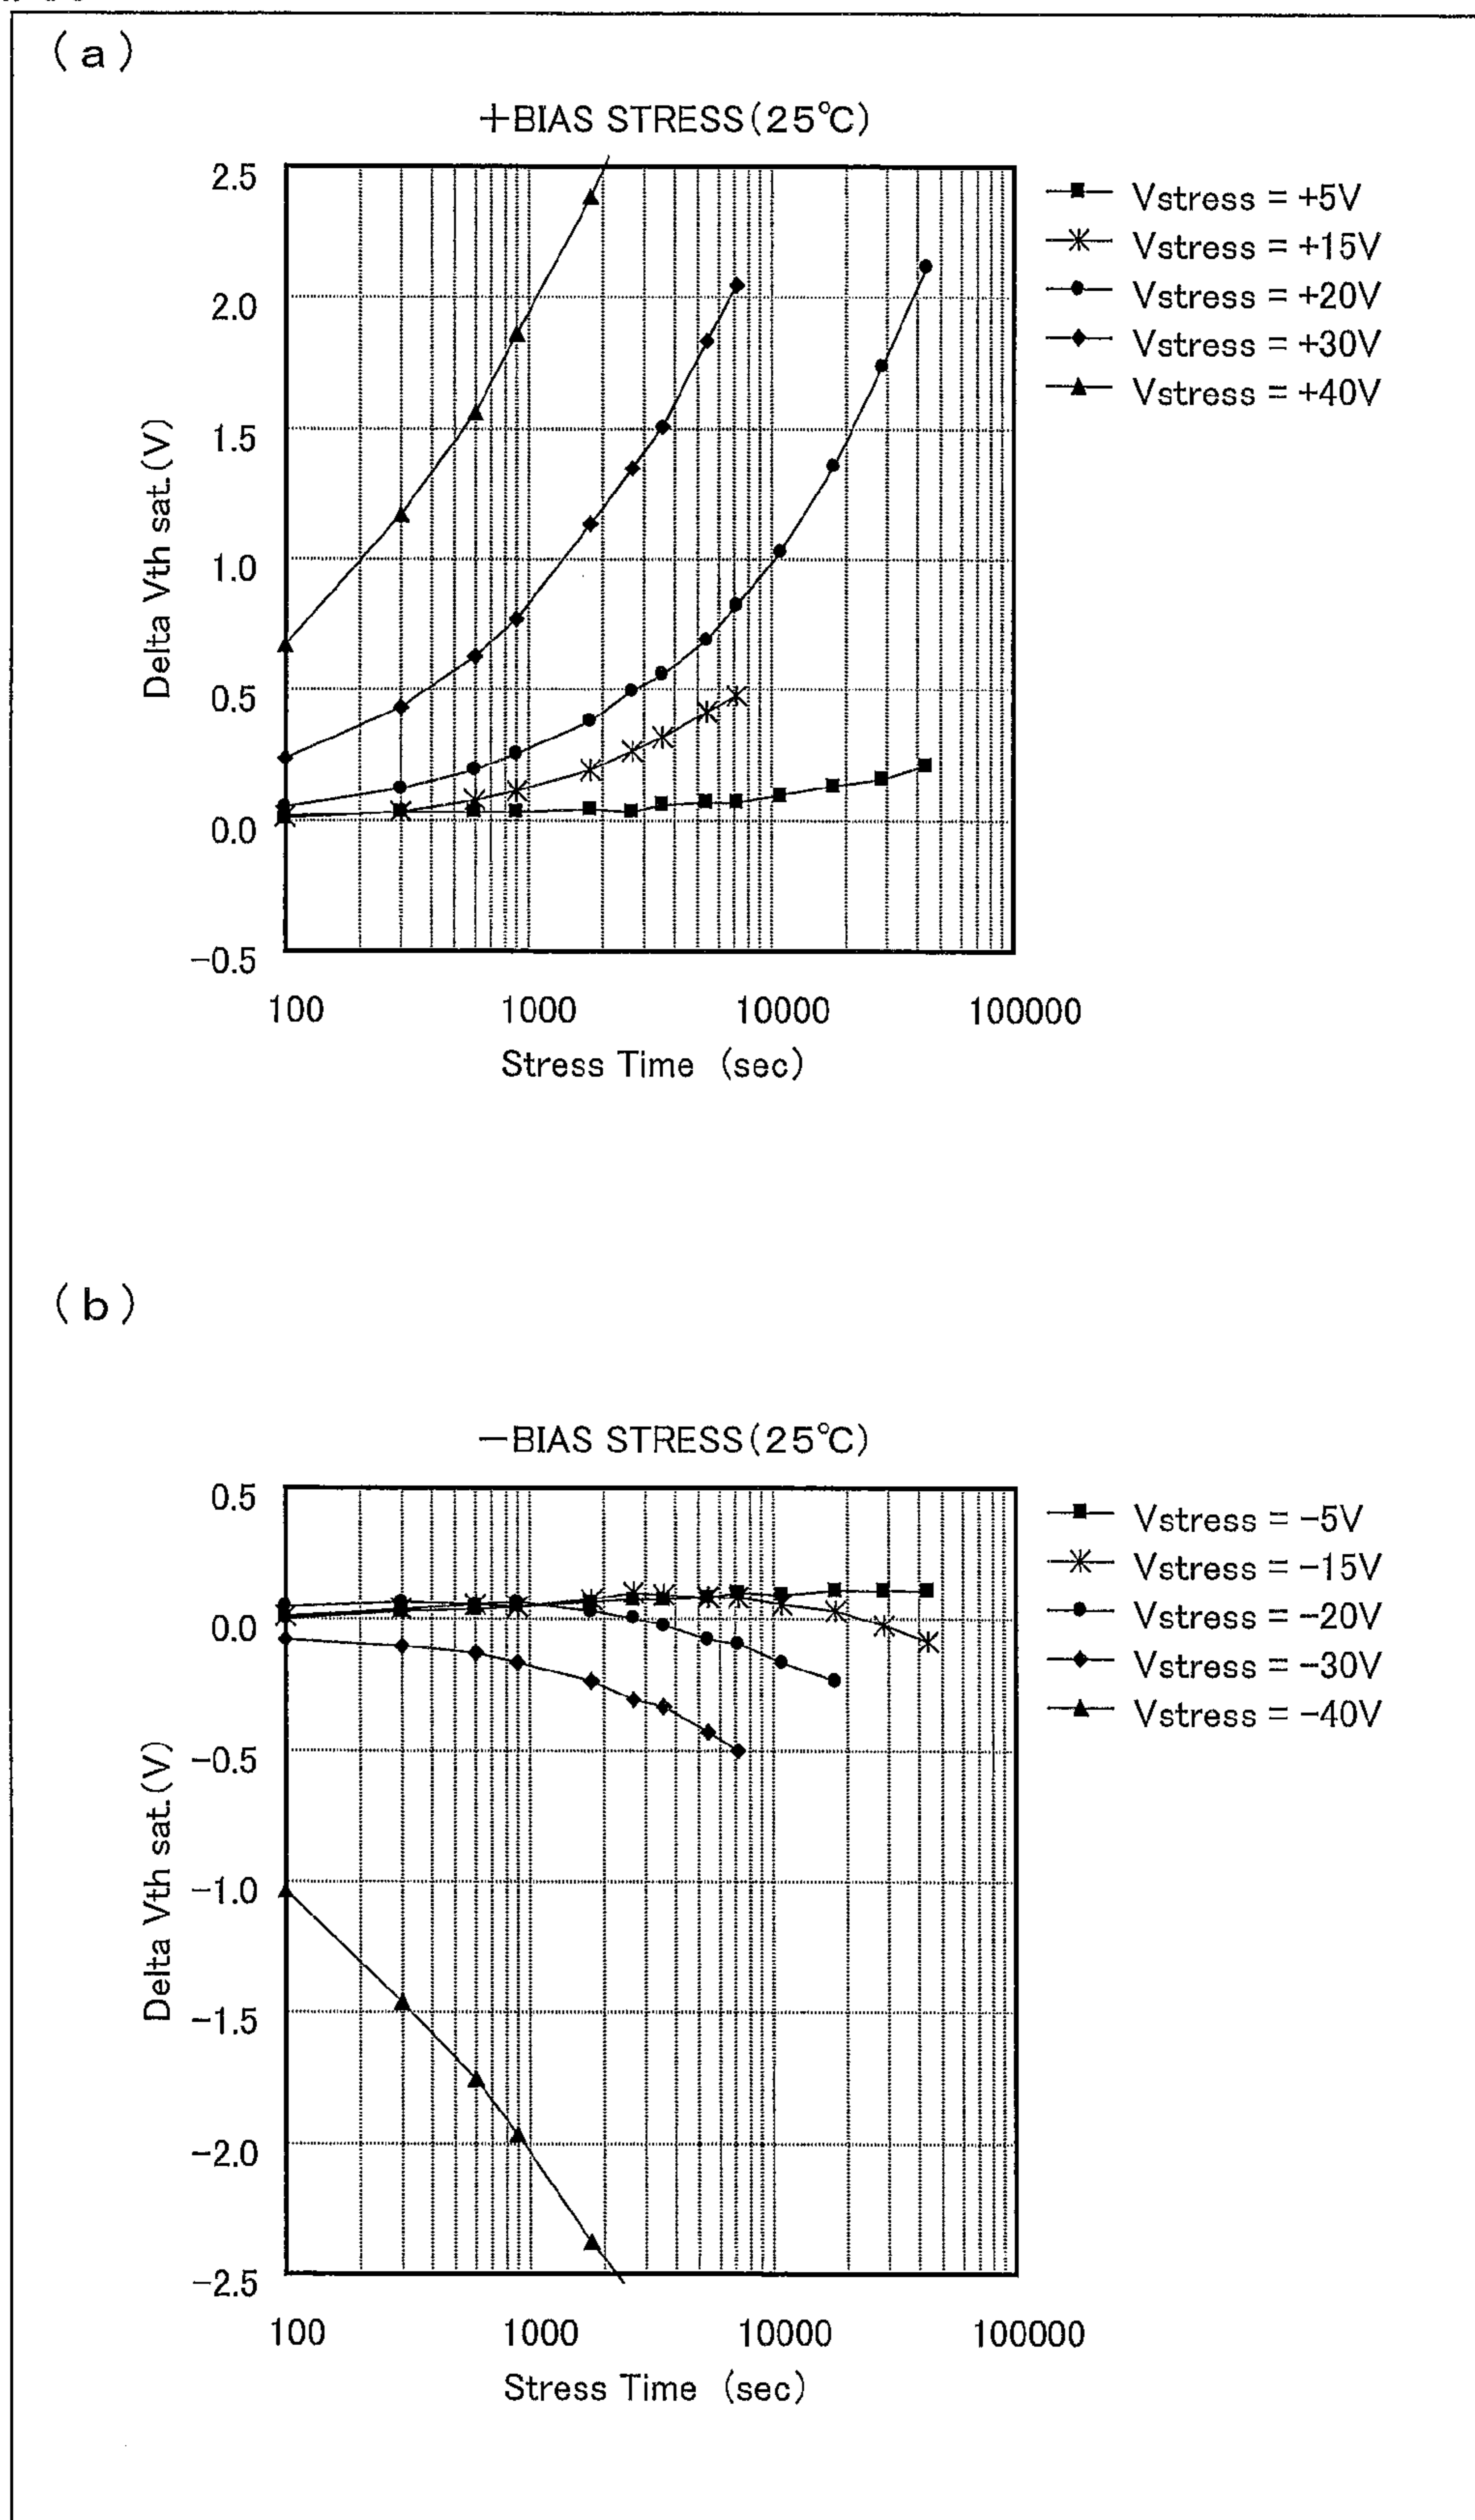 (a)
+BIAS STRESS(25℃)
2.5
2.0
1.5
1.0
0.5
0.0
−0.5
Delta Vth sat.(V)
100 1000 10000 100000
Stress Time (sec)
Vstress = +5V
Vstress = +15V
Vstress = +20V
Vstress = +30V
Vstress = +40V
(b)
−BIAS STRESS(25℃)
0.5
0.0
−0.5
−1.0
−1.5
−2.0
−2.5
Delta Vth sat.(V)
100 1000 10000 100000
Stress Time (sec)
Vstress = −5V
Vstress = −15V
Vstress = −20V
Vstress = −30V
Vstress = −40V